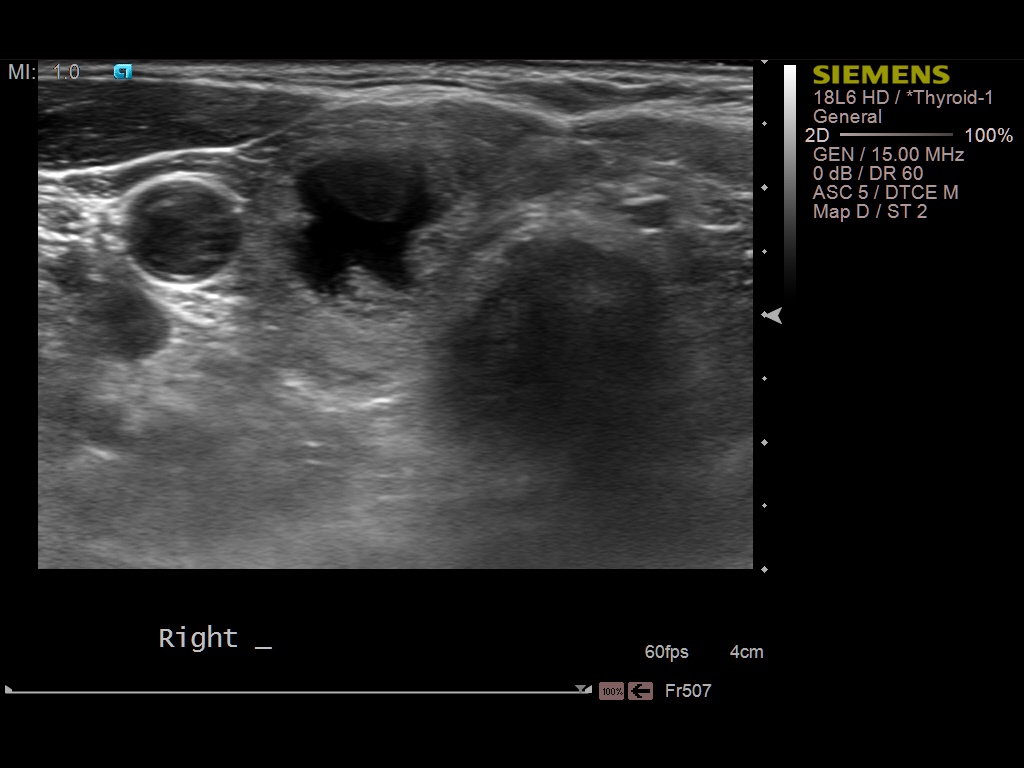 MI: 1.0
SIEMENS
18L6 HD / *Thyroid-1
General
2D 100%
GEN / 15.00 MHz
0 dB / DR 60
ASC 5 / DTCE M
Map D / ST 2
Right _
60fps 4cm
100% Fr507